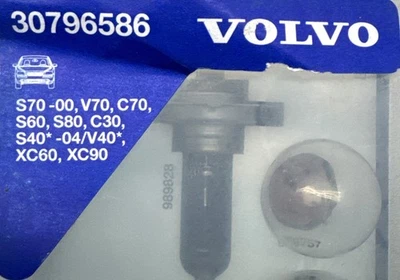 30796586
VOLVO
S70 -00, V70, C70,
S60, S80, C30,
S40* -04/V40*,
XC60, XC90
989828